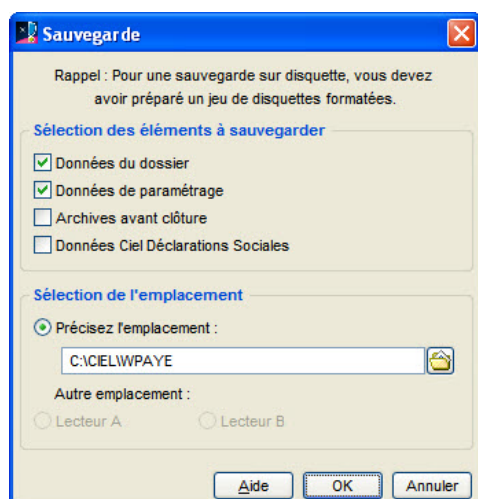 Sauvegarde
Rappel : Pour une sauvegarde sur disquette, vous devez
avoir préparé un jeu de disquettes formatées.
Sélection des éléments à sauvegarder
Données du dossier
Données de paramétrage
Archives avant clôture
Données Ciel Déclarations Sociales
Sélection de l'emplacement
Précisez l'emplacement :
C:\CIEL\WPAYE
Autre emplacement :
Lecteur A Lecteur B
Aide OK Annuler